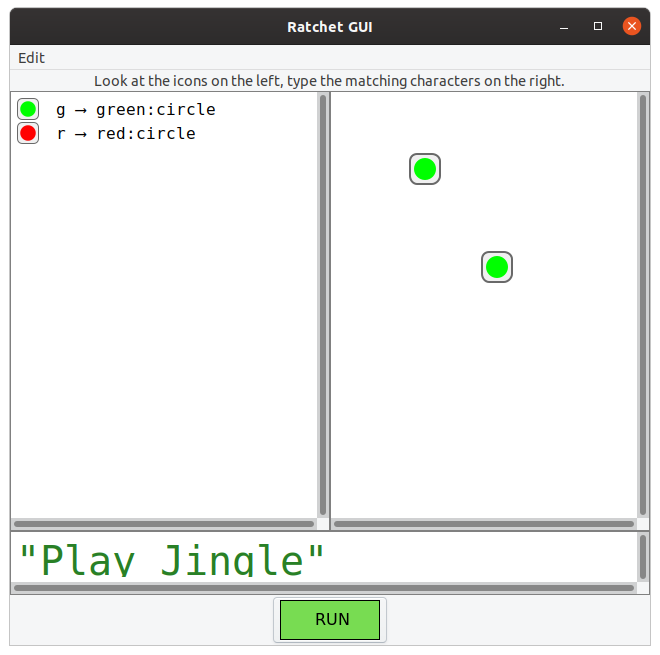 Ratchet GUI
Edit
Look at the icons on the left, type the matching characters on the right.
g → green:circle
r → red:circle
"Play Jingle"
RUN